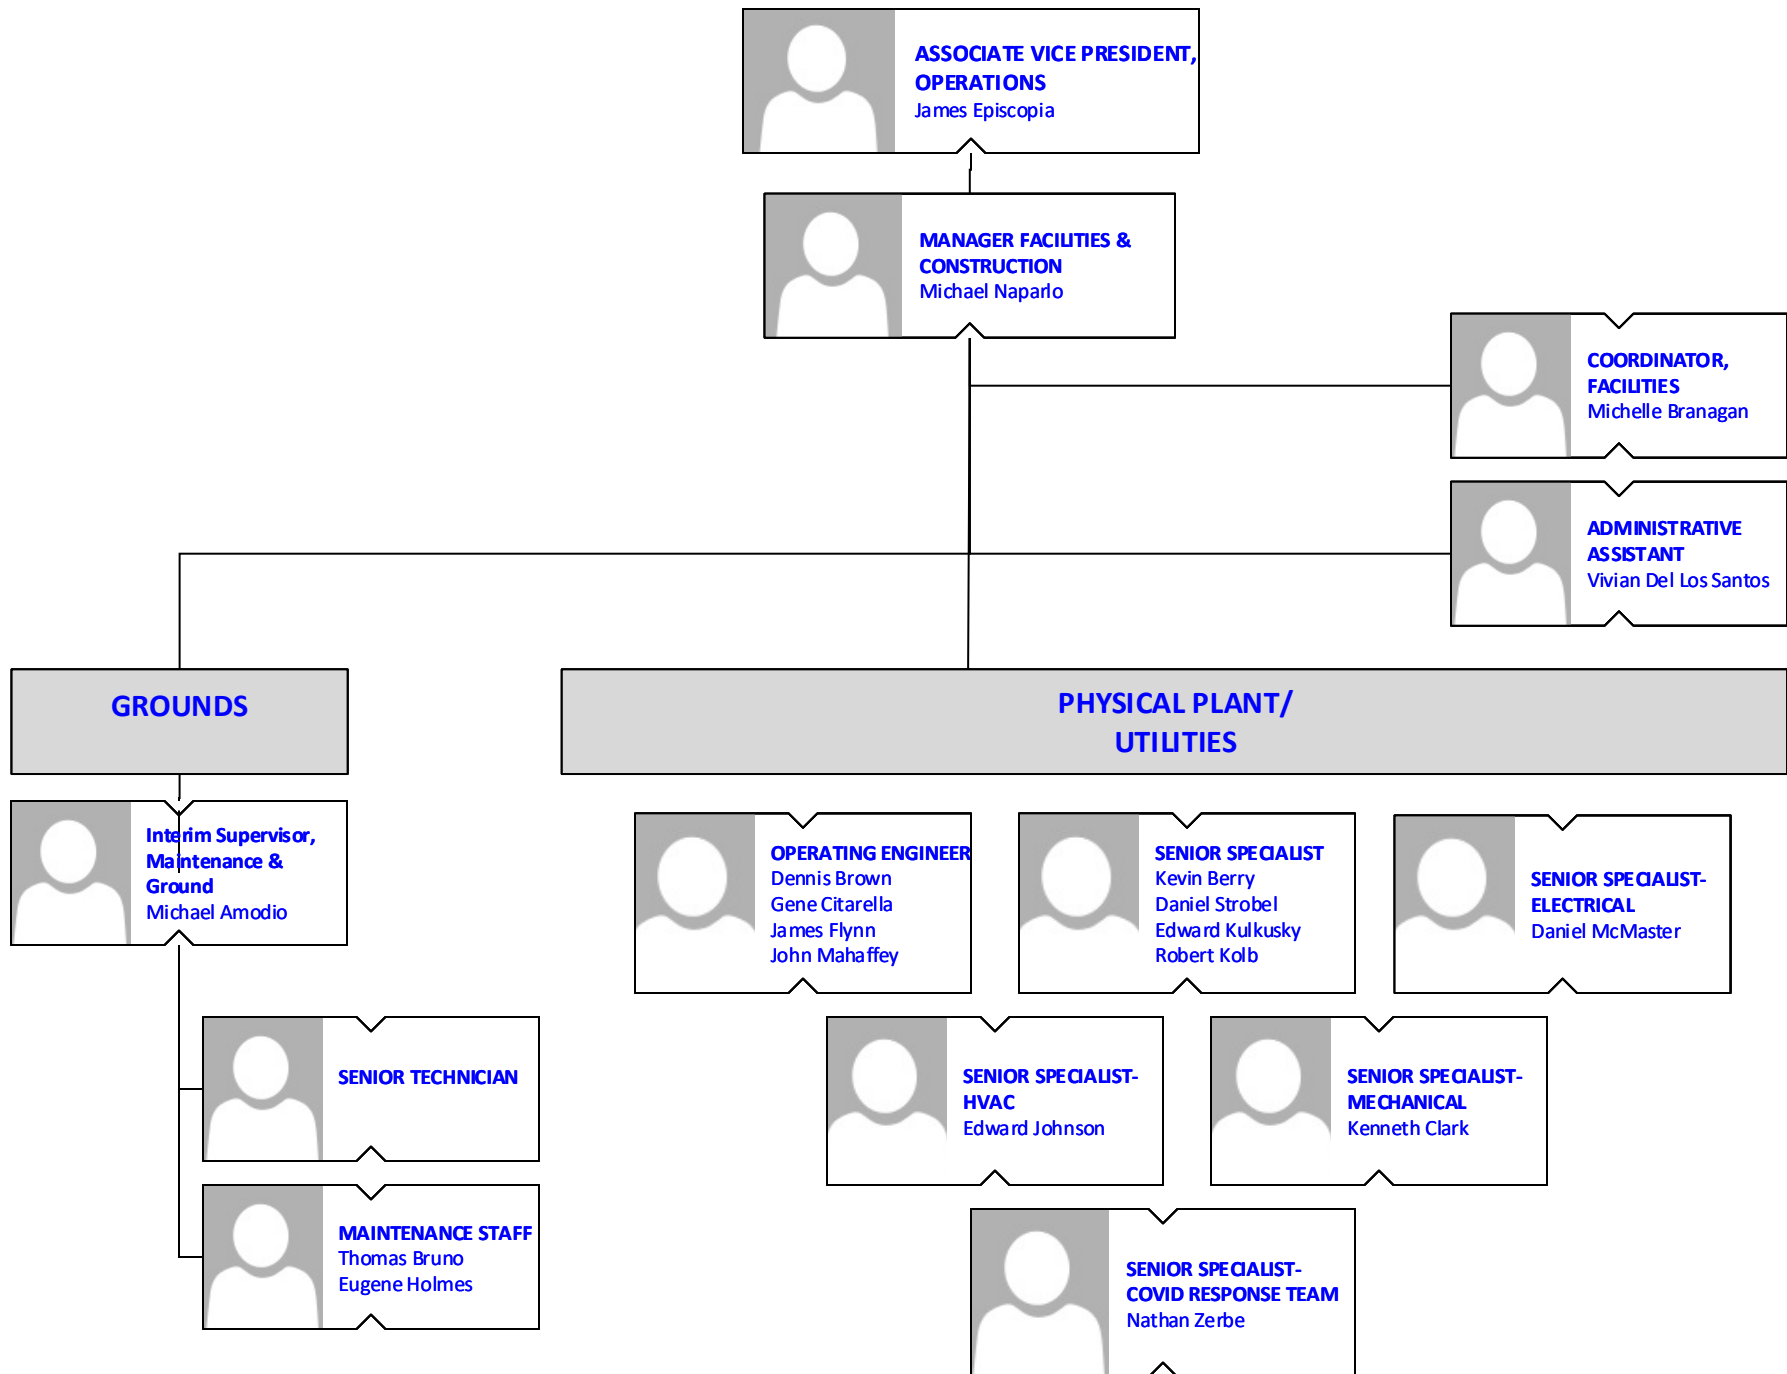 ASSOCIATE VICE PRESIDENT,
OPERATIONS
James Episcopia
MANAGER FACILITIES &
CONSTRUCTION
Michael Naparlo
COORDINATOR,
FACILITIES
Michelle Branagan
ADMINISTRATIVE
ASSISTANT
Vivian Del Los Santos
GROUNDS
PHYSICAL PLANT/
UTILITIES
Interim Supervisor,
Maintenance &
Ground
Michael Amodio
OPERATING ENGINEER
Dennis Brown
Gene Citarella
James Flynn
John Mahaffey
SENIOR SPECIALIST
Kevin Berry
Daniel Strobel
Edward Kulkusky
Robert Kolb
SENIOR SPECIALIST-
ELECTRICAL
Daniel McMaster
SENIOR TECHNICIAN
SENIOR SPECIALIST-
HVAC
Edward Johnson
SENIOR SPECIALIST-
MECHANICAL
Kenneth Clark
MAINTENANCE STAFF
Thomas Bruno
Eugene Holmes
SENIOR SPECIALIST-
COVID RESPONSE TEAM
Nathan Zerbe